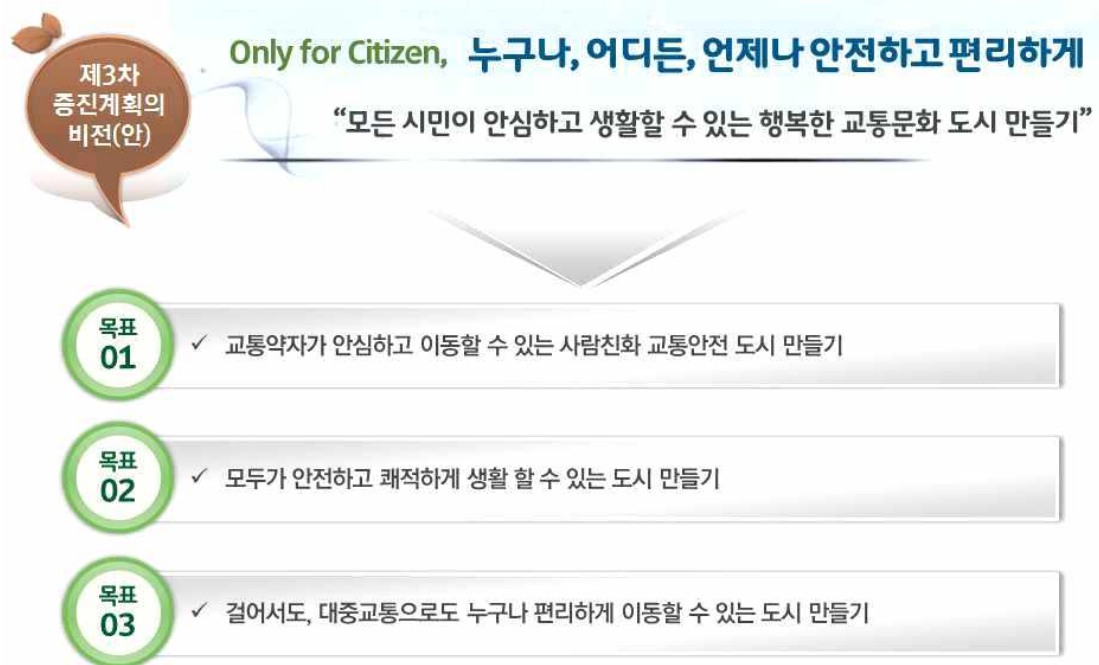 제3차
증진계획의
비전(안)
Only for Citizen, 누구나, 어디든, 언제나 안전하고 편리하게
“모든 시민이 안심하고 생활할 수 있는 행복한 교통문화 도시 만들기”
목표
01
✓ 교통약자가 안심하고 이동할 수 있는 사람친화 교통안전 도시 만들기
목표
02
✓ 모두가 안전하고 쾌적하게 생활 할 수 있는 도시 만들기
목표
03
✓ 걸어서도, 대중교통으로도 누구나 편리하게 이동할 수 있는 도시 만들기